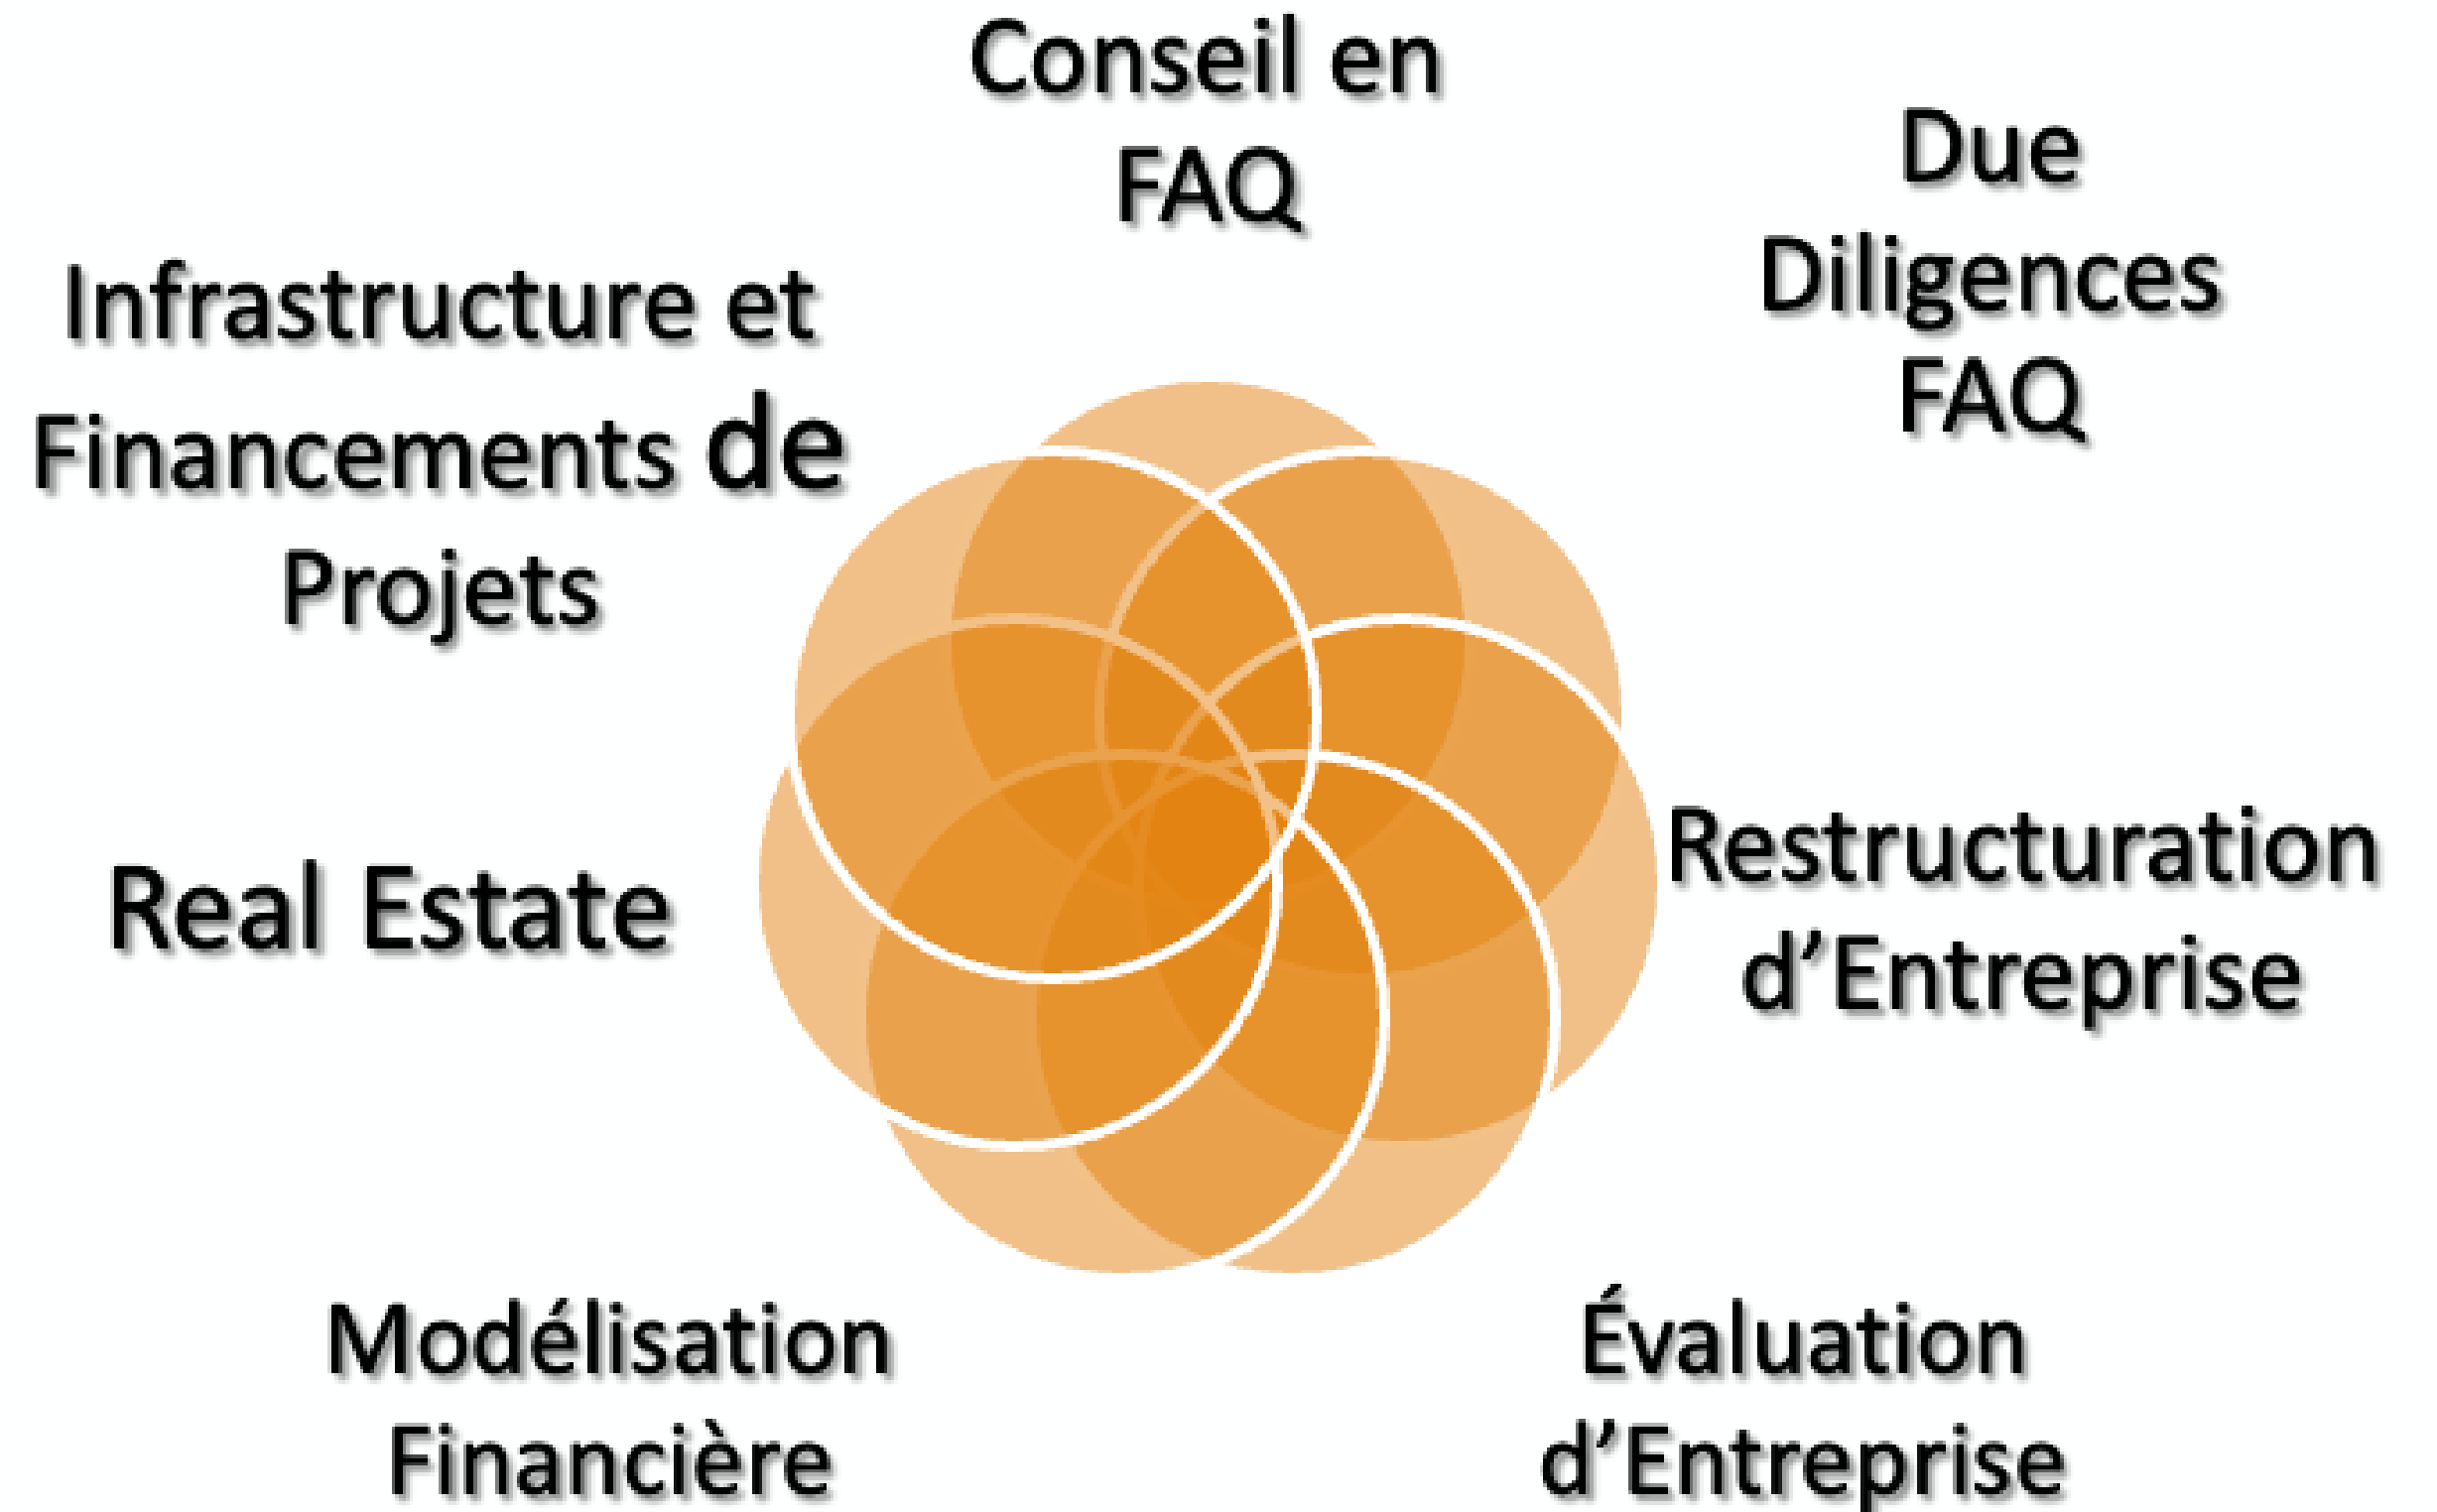 Conseil en
FAQ
Due
Diligences
FAQ
Infrastructure et
Financements de
Projets
Restructuration
d’Entreprise
Real Estate
Évaluation
d’Entreprise
Modélisation
Financière